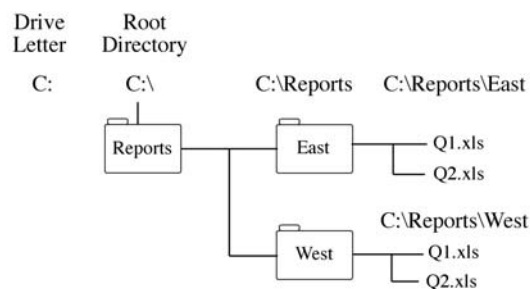 Drive Letter
Root Directory
C:
C:\
C:\Reports
C:\Reports\East
Reports
East
Q1.xls
Q2.xls
C:\Reports\West
West
Q1.xls
Q2.xls